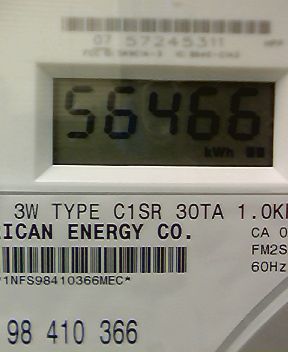 07 57245311
56466
kWh
3W TYPE C1SR 30TA 1.0K
ICAN ENERGY CO.
CA 0
FM2S
60Hz
*1NFS98410366MEC*
98 410 366